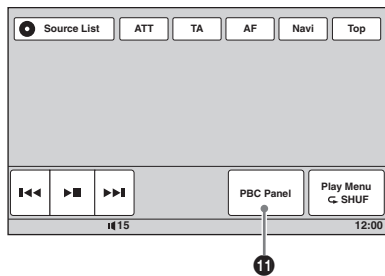 Source List ATT TA AF Navi Top
PBC Panel
Play Menu
SHUF
15 12:00
11